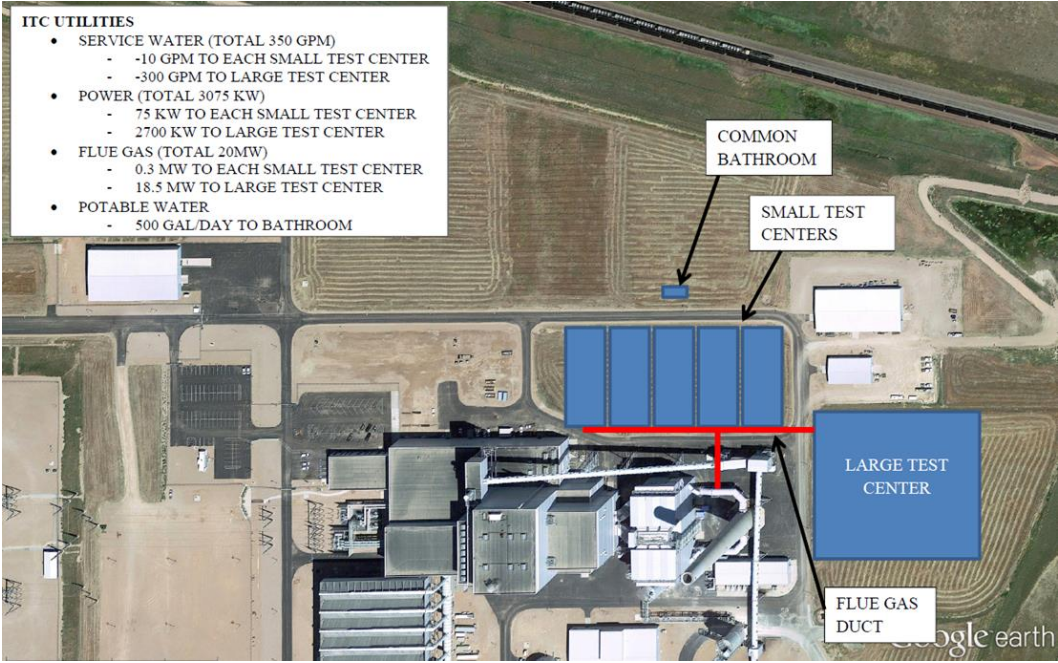 ITC UTILITIES
• SERVICE WATER (TOTAL 350 GPM)
- -10 GPM TO EACH SMALL TEST CENTER
- -300 GPM TO LARGE TEST CENTER
• POWER (TOTAL 3075 KW)
- 75 KW TO EACH SMALL TEST CENTER
- 2700 KW TO LARGE TEST CENTER
• FLUE GAS (TOTAL 20MW)
- 0.3 MW TO EACH SMALL TEST CENTER
- 18.5 MW TO LARGE TEST CENTER
• POTABLE WATER
- 500 GAL/DAY TO BATHROOM
COMMON
BATHROOM
SMALL TEST
CENTERS
LARGE TEST
CENTER
FLUE GAS
DUCT
Google earth